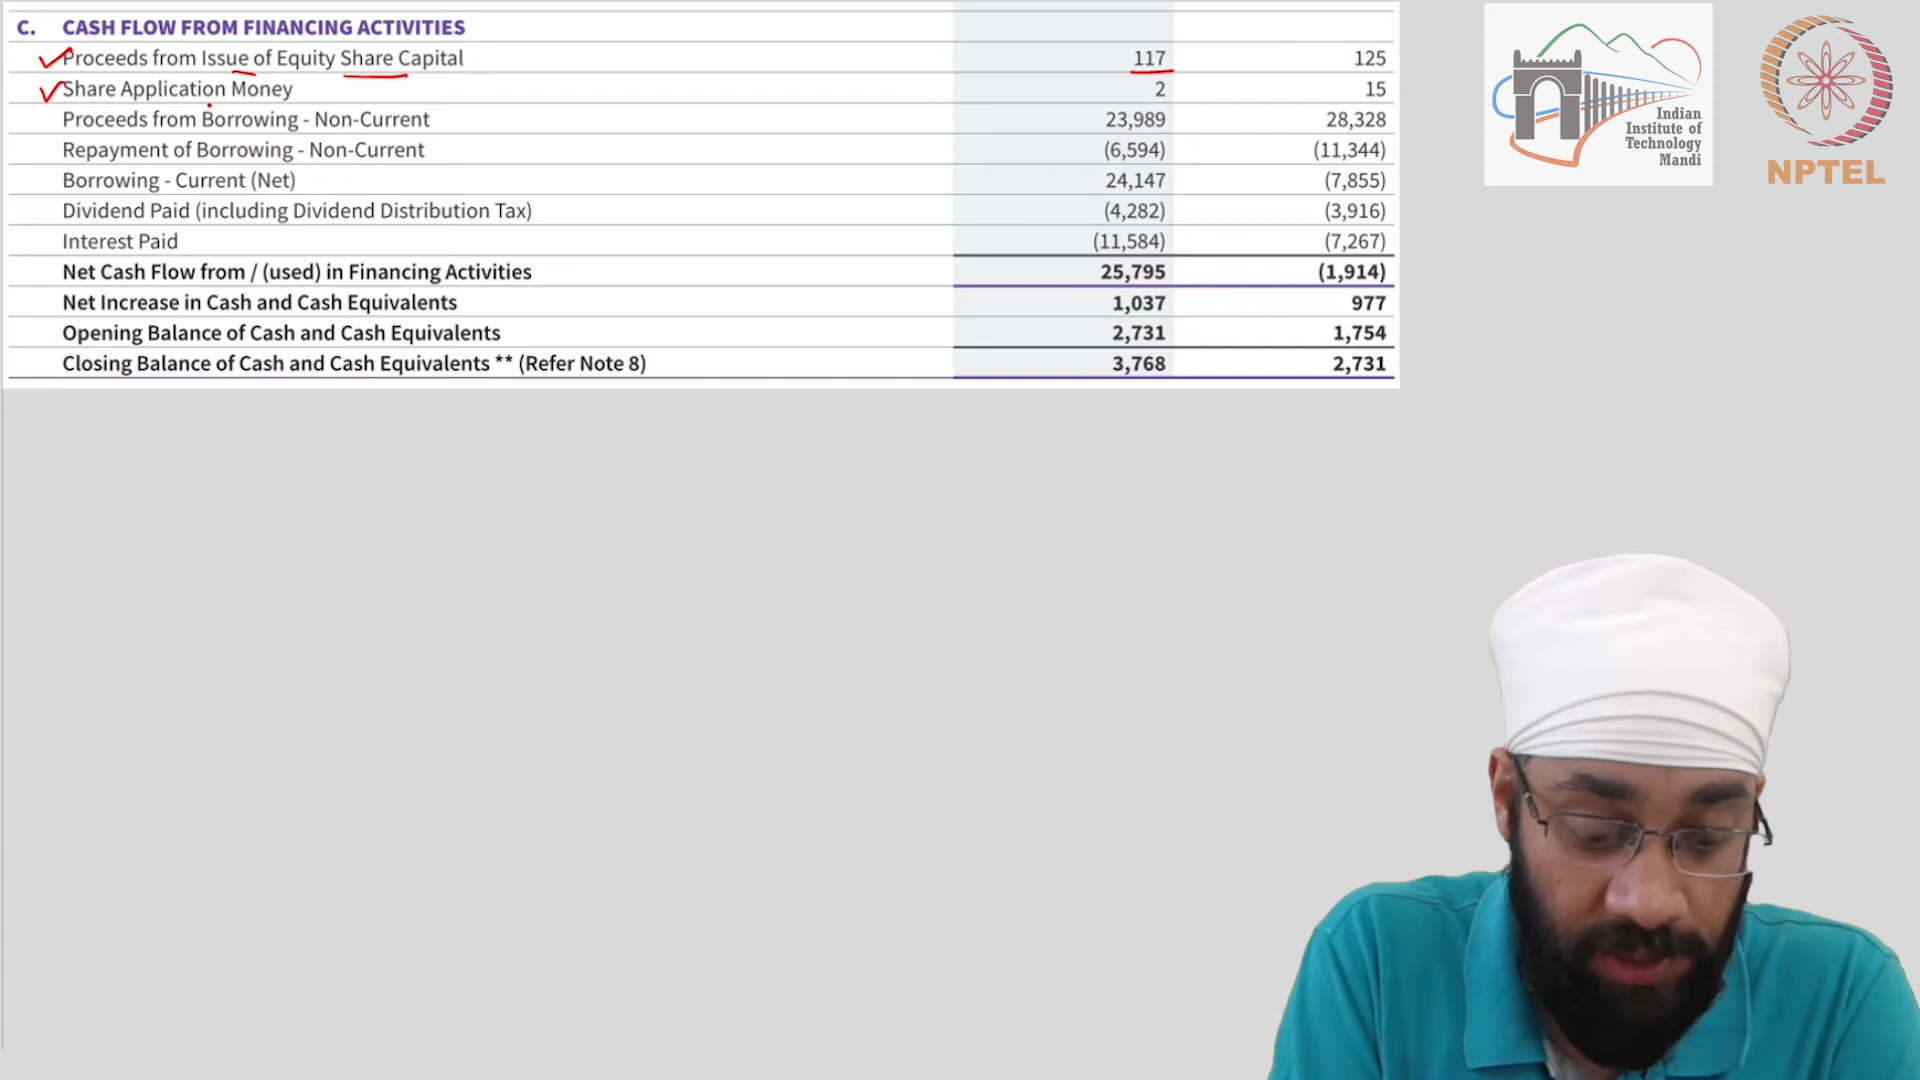 C. CASH FLOW FROM FINANCING ACTIVITIES
Proceeds from Issue of Equity Share Capital 117 125
Share Application Money 2 15
Proceeds from Borrowing - Non-Current 23,989 28,328
Repayment of Borrowing - Non-Current (6,594) (11,344)
Borrowing - Current (Net) 24,147 (7,855)
Dividend Paid (including Dividend Distribution Tax) (4,282) (3,916)
Interest Paid (11,584) (7,267)
Net Cash Flow from / (used) in Financing Activities 25,795 (1,914)
Net Increase in Cash and Cash Equivalents 1,037 977
Opening Balance of Cash and Cash Equivalents 2,731 1,754
Closing Balance of Cash and Cash Equivalents ** (Refer Note 8) 3,768 2,731
Indian
Institute of
Technology
Mandi
NPTEL